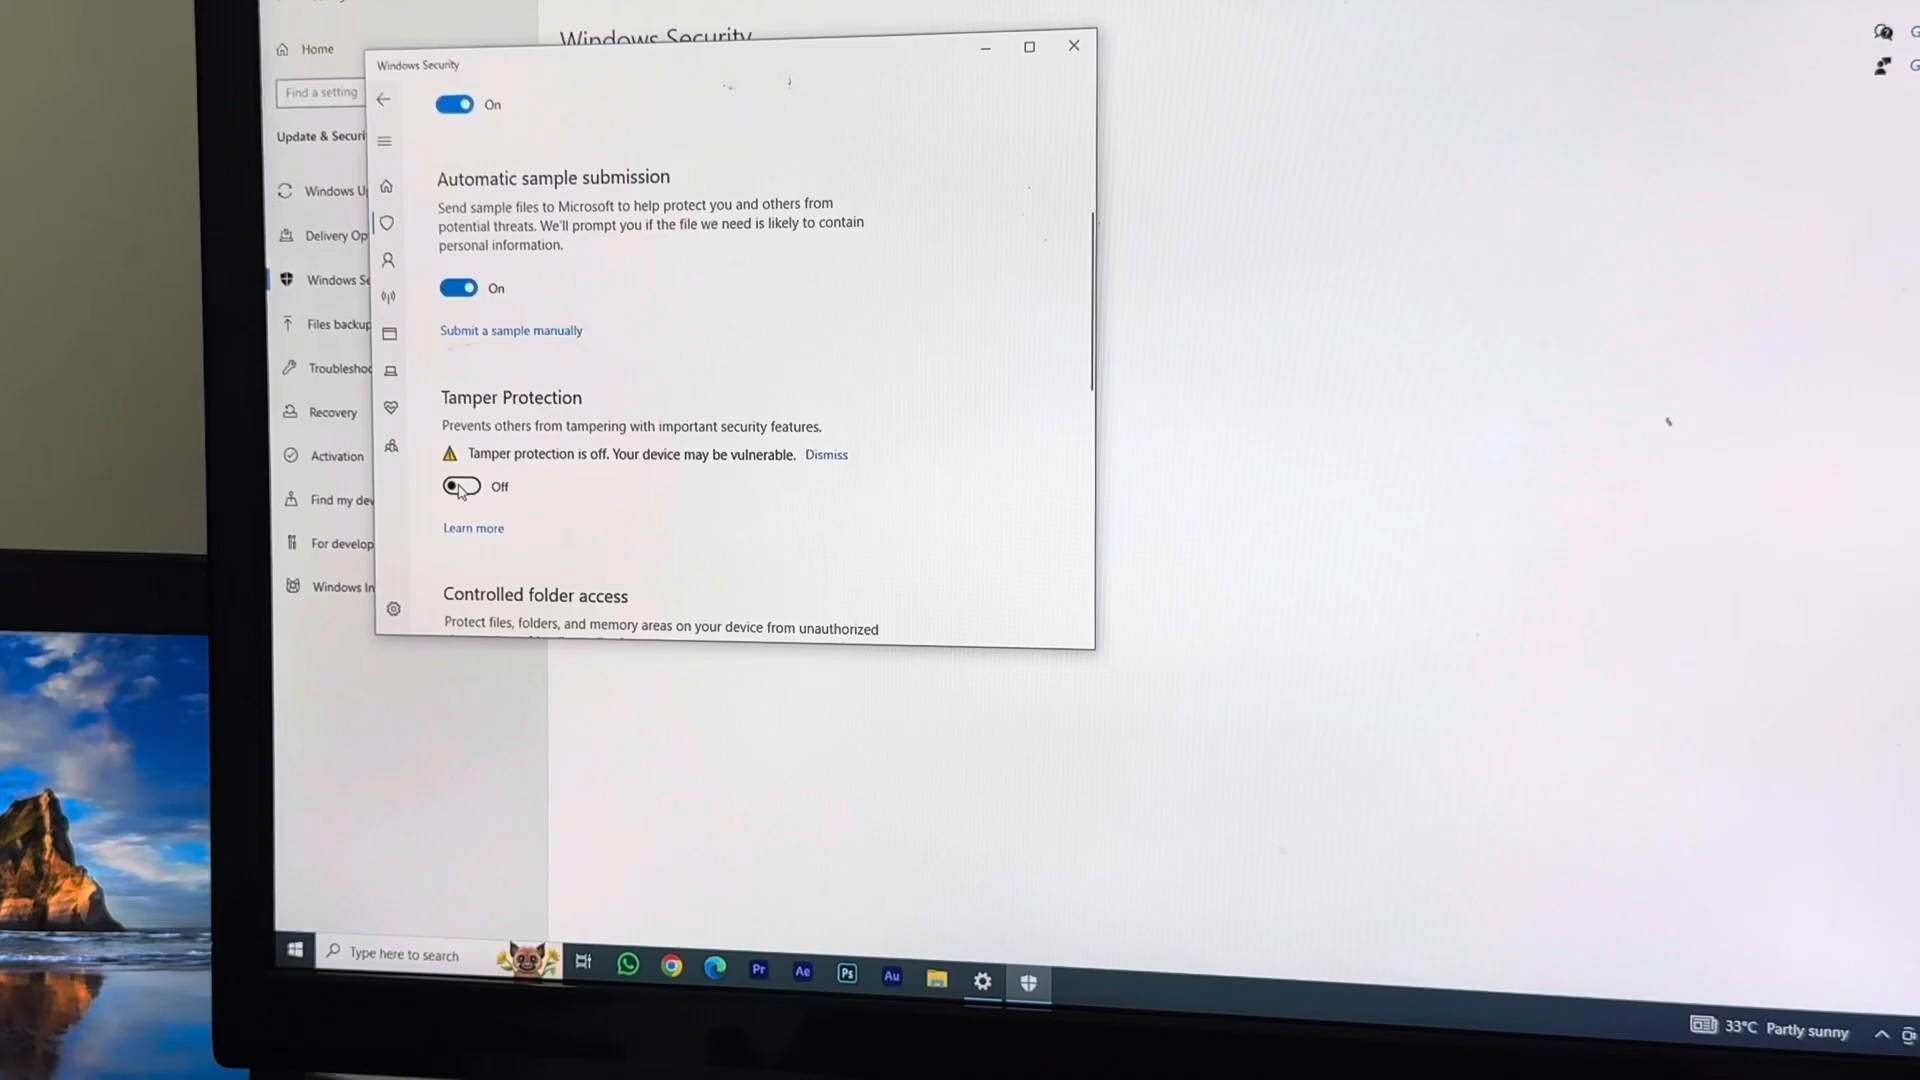 Windows Security
Home
Windows Security
Find a setting
On
Update & Securi
Automatic sample submission
Send sample files to Microsoft to help protect you and others from
potential threats. We'll prompt you if the file we need is likely to contain
personal information.
Windows U
Delivery Op
Windows Se
On
Files backup
Submit a sample manually
Troubleshoo
Tamper Protection
Recovery
Prevents others from tampering with important security features.
Activation
Tamper protection is off. Your device may be vulnerable. Dismiss
Off
Find my dev
Learn more
For develop
Windows In
Controlled folder access
Protect files, folders, and memory areas on your device from unauthorized
G
G
Type here to search
Pr
Ae
Ps
Au
33°C Partly sunny